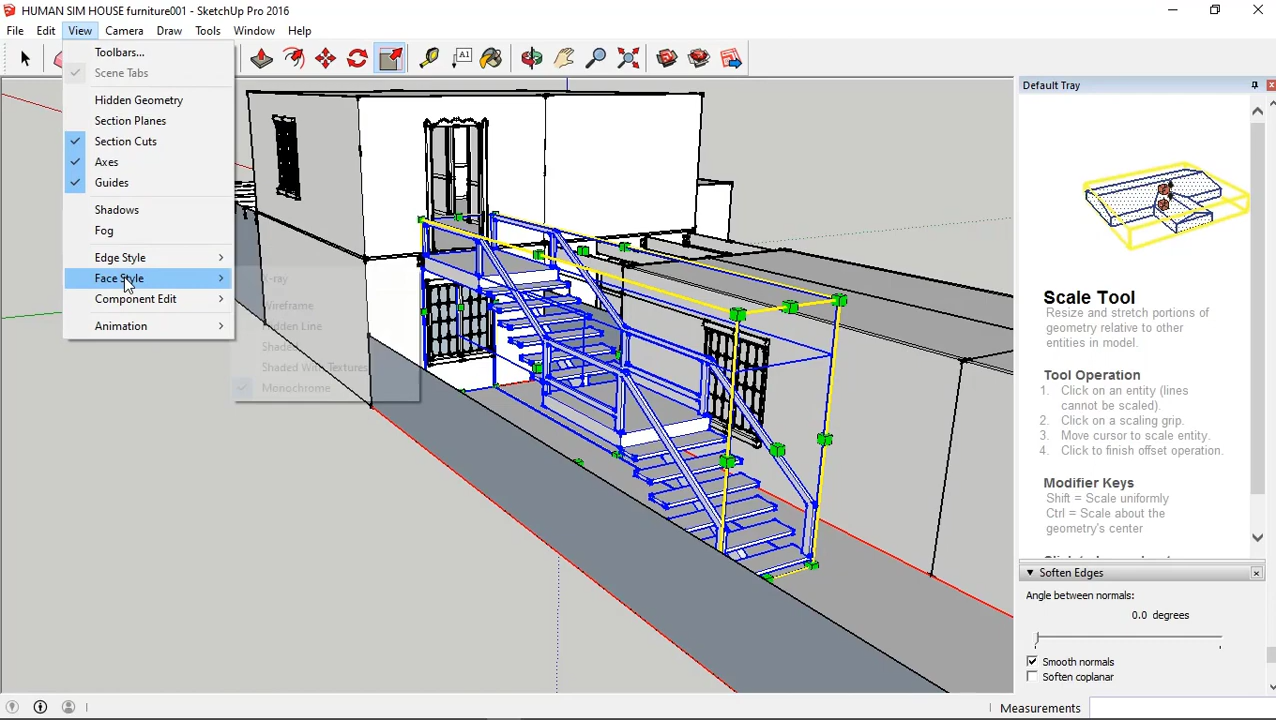 HUMAN SIM HOUSE furniture001 - SketchUp Pro 2016
File Edit View Camera Draw Tools Window Help
Toolbars...
Scene Tabs
Hidden Geometry
Section Planes
Section Cuts
Axes
Guides
Shadows
Fog
Edge Style
Face Style
Component Edit
Animation
X-ray
Wireframe
Hidden Line
Shaded
Shaded With Textures
Monochrome
A1
Default Tray
Scale Tool
Resize and stretch portions of
geometry relative to other
entities in model.
Tool Operation
1. Click on an entity (lines
cannot be scaled).
2. Click on a scaling grip.
3. Move cursor to scale entity.
4. Click to finish offset operation.
Modifier Keys
Shift = Scale uniformly
Ctrl = Scale about the
geometry's center
Soften Edges
Angle between normals:
0.0 degrees
Smooth normals
Soften coplanar
Measurements